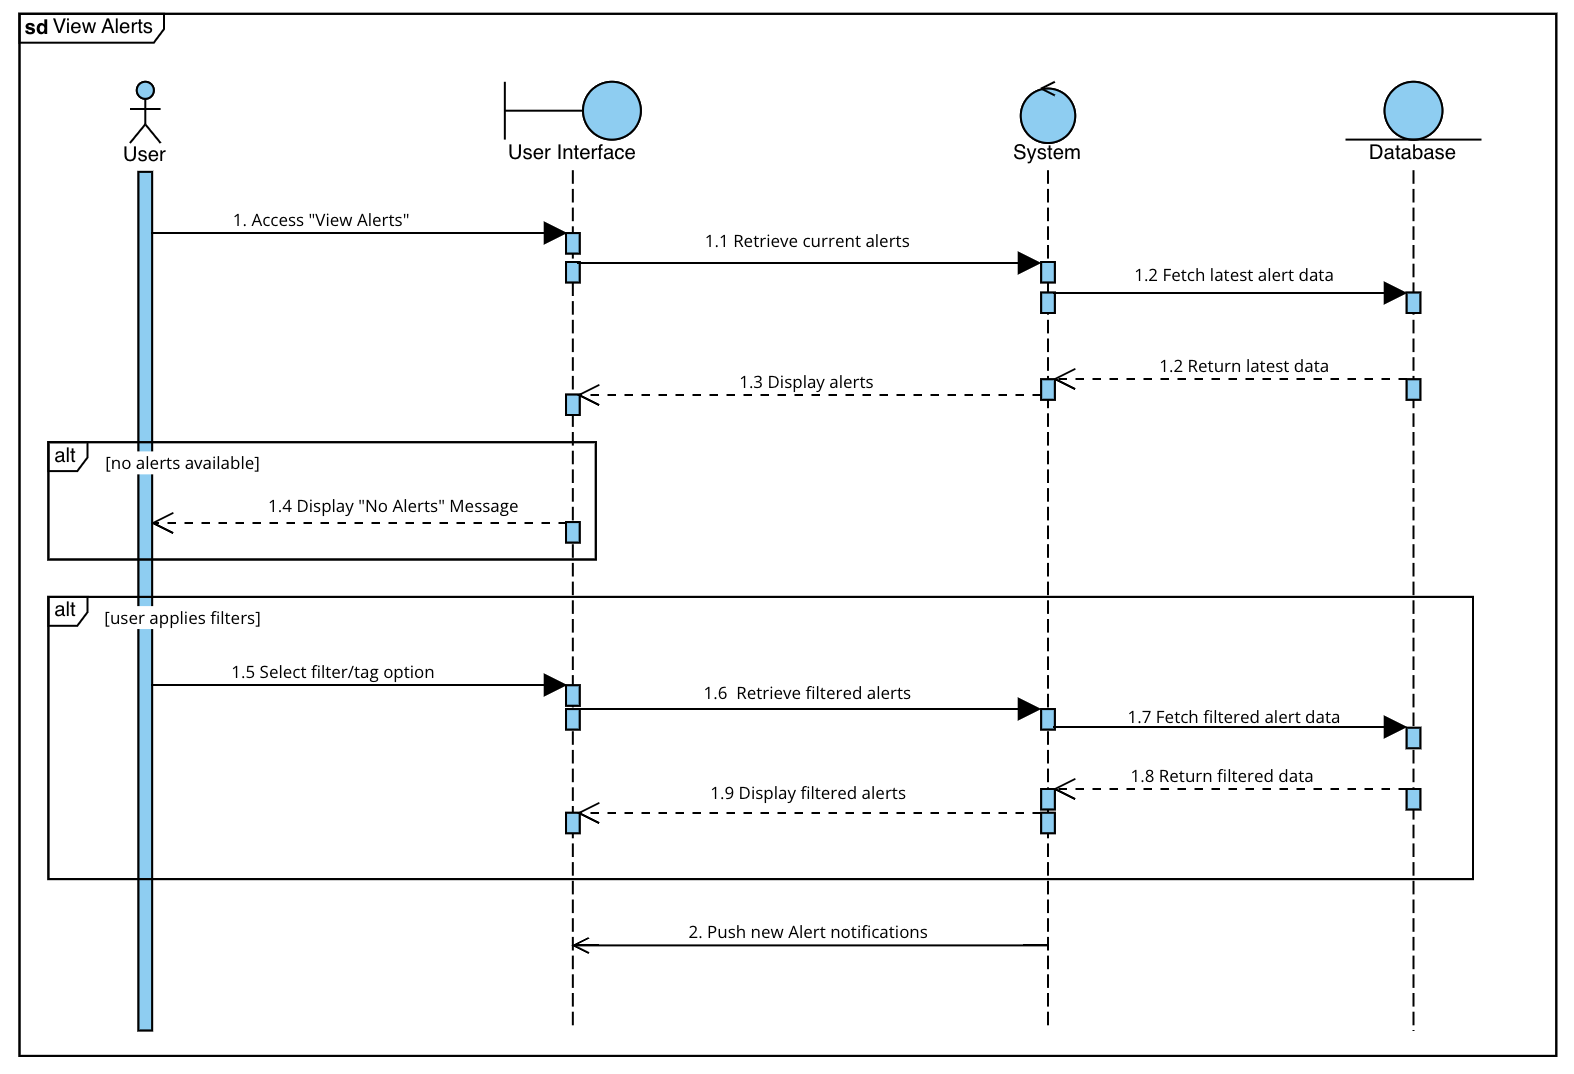 sd View Alerts
User
User Interface
System
Database
1. Access "View Alerts"
1.1 Retrieve current alerts
1.2 Fetch latest alert data
1.2 Return latest data
1.3 Display alerts
alt
[no alerts available]
1.4 Display "No Alerts" Message
alt
[user applies filters]
1.5 Select filter/tag option
1.6  Retrieve filtered alerts
1.7 Fetch filtered alert data
1.8 Return filtered data
1.9 Display filtered alerts
2. Push new Alert notifications